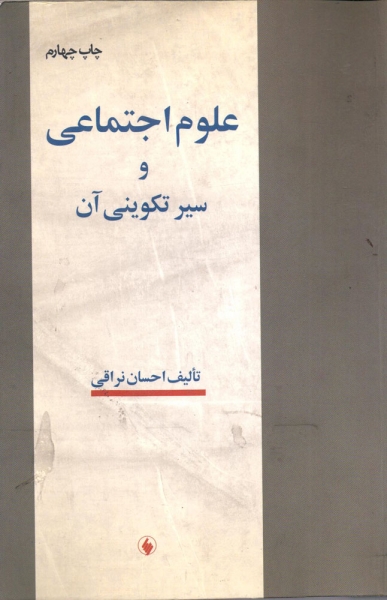 چاپ چهارم
علوم اجتماعی
و
سیر تکوینی آن
تألیف احسان نراقی